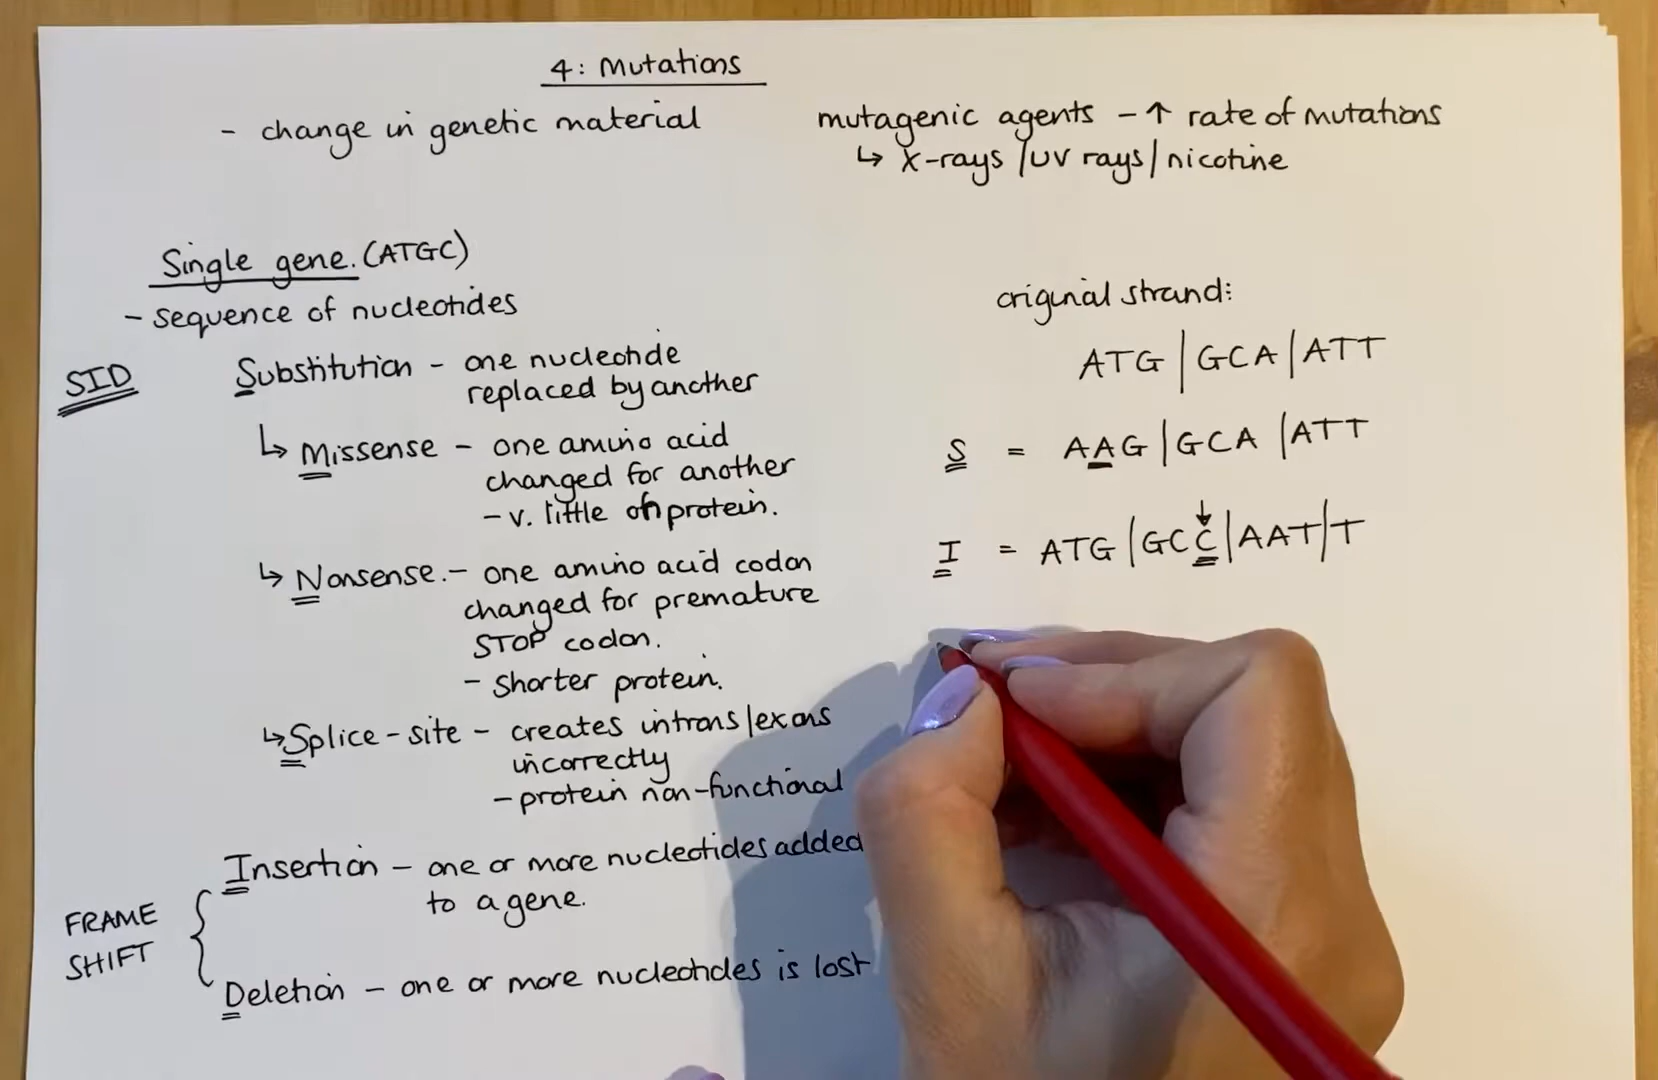 4: Mutations
- change in genetic material
mutagenic agents - ↑ rate of mutations
↳ X-rays / UV rays / nicotine
Single gene. (ATGC)
- sequence of nucleotides
SID
Substitution - one nucleotide
replaced by another
↳ Missense - one amino acid
changed for another
- v. little on protein.
↳ Nonsense. - one amino acid codon
changed for premature
STOP codon.
- Shorter protein.
↳ Splice-site - creates introns/exons
incorrectly
- protein non-functional
FRAME
SHIFT
Insertion - one or more nucleotides added
to a gene.
Deletion - one or more nucleotides is lost
original strand:
ATG | GCA | ATT
S = AAG | GCA | ATT
I = ATG | GCC | AAT | T